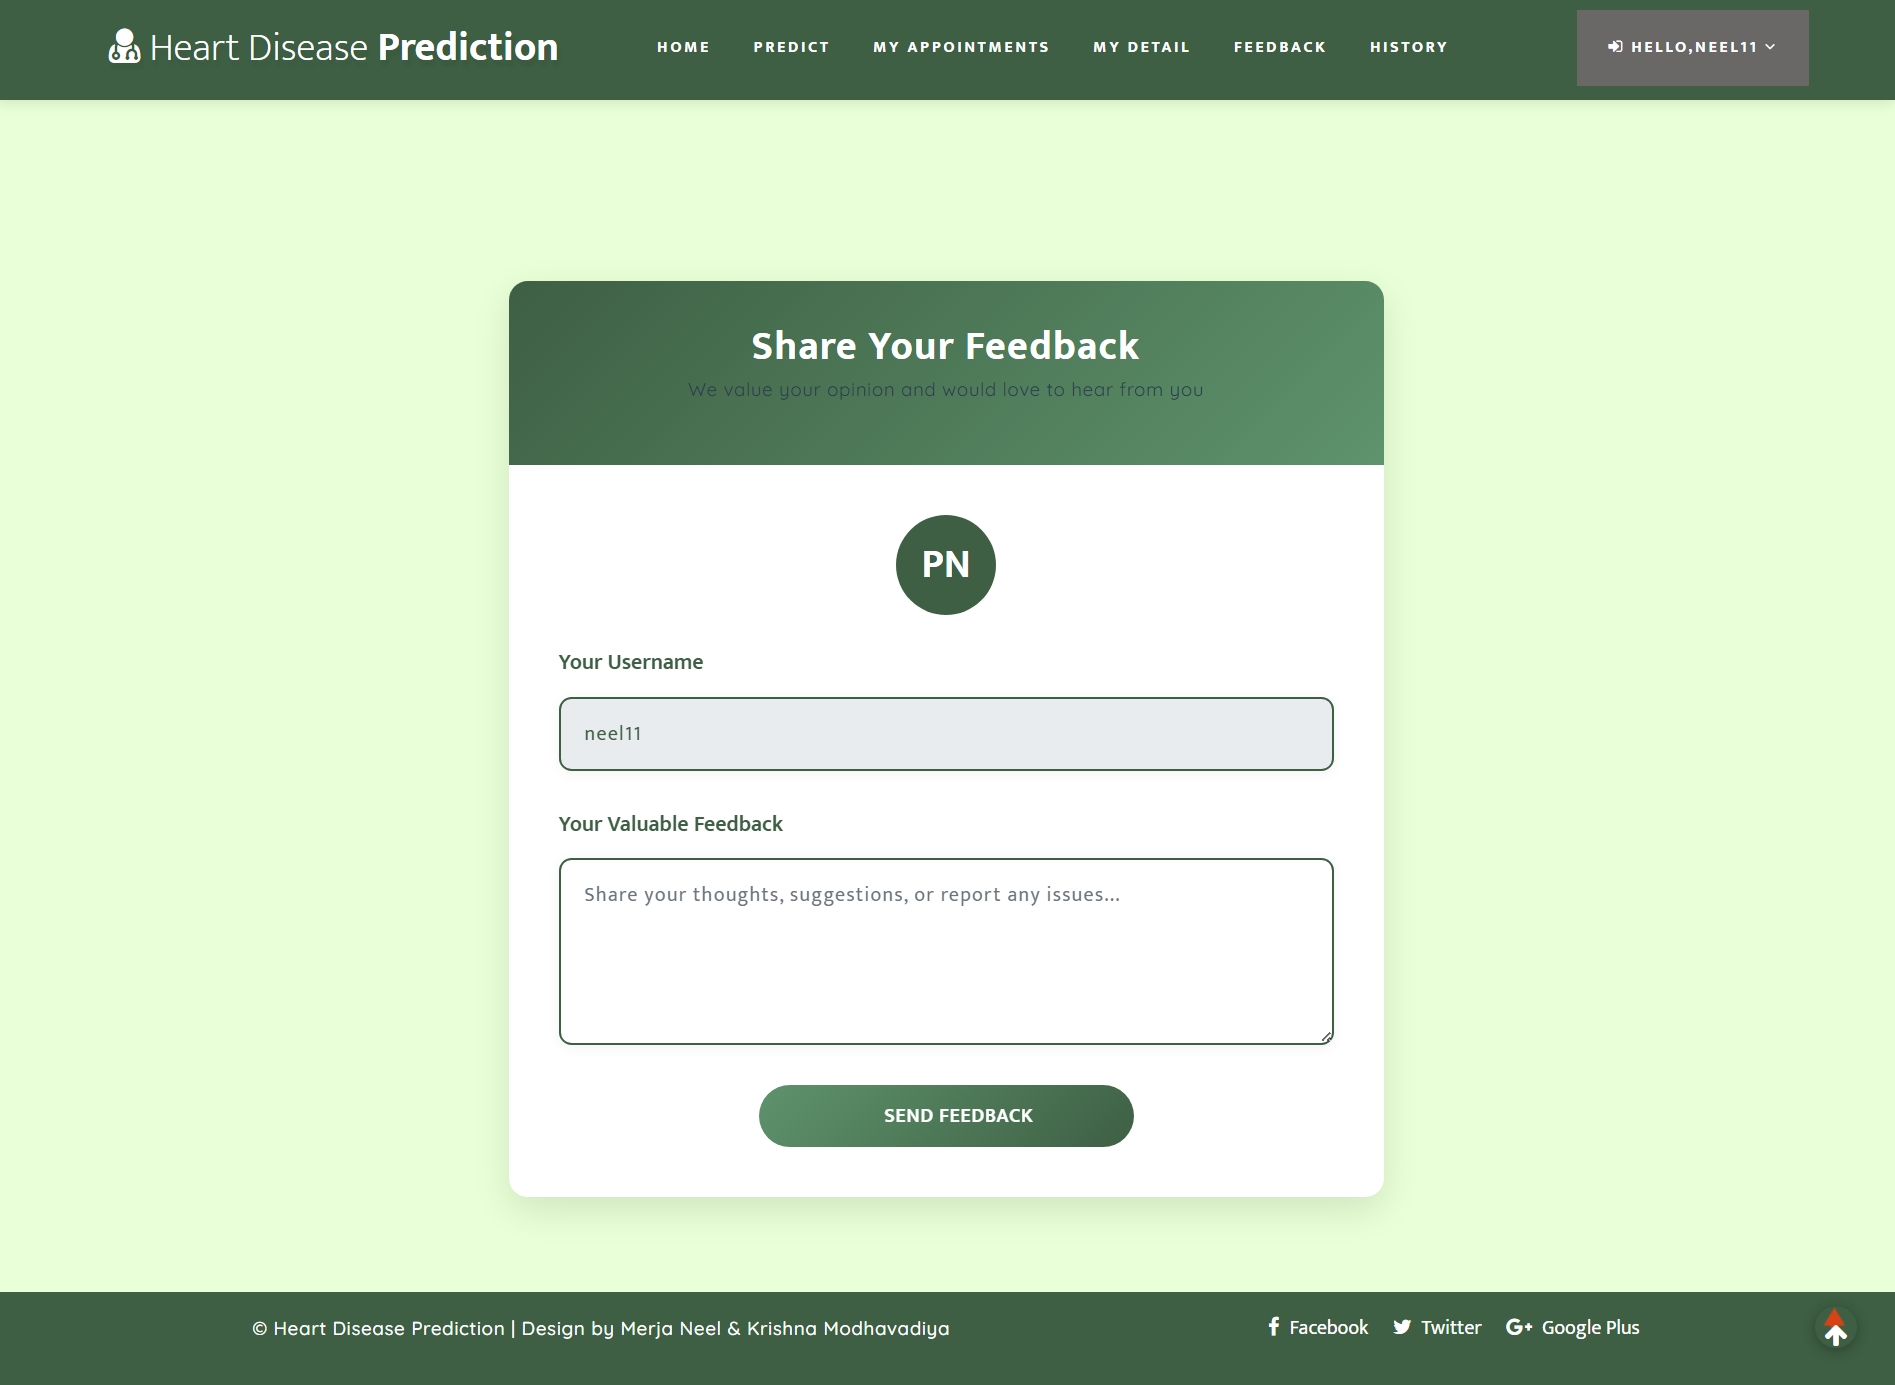 Heart Disease Prediction
HOME PREDICT MY APPOINTMENTS MY DETAIL FEEDBACK HISTORY
HELLO,NEEL11
Share Your Feedback
We value your opinion and would love to hear from you
PN
Your Username
neel11
Your Valuable Feedback
Share your thoughts, suggestions, or report any issues...
SEND FEEDBACK
© Heart Disease Prediction | Design by Merja Neel & Krishna Modhavadiya
Facebook Twitter Google Plus